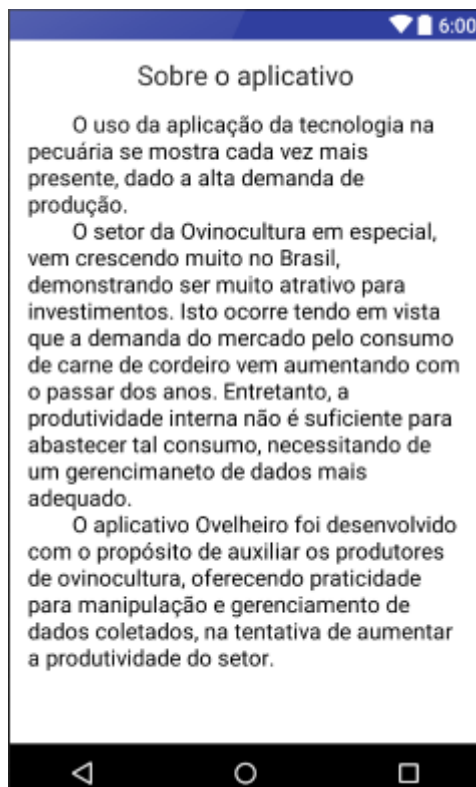 6:00
Sobre o aplicativo
O uso da aplicação da tecnologia na
pecuária se mostra cada vez mais
presente, dado a alta demanda de
produção.
O setor da Ovinocultura em especial,
vem crescendo muito no Brasil,
demonstrando ser muito atrativo para
investimentos. Isto ocorre tendo em vista
que a demanda do mercado pelo consumo
de carne de cordeiro vem aumentando com
o passar dos anos. Entretanto, a
produtividade interna não é suficiente para
abastecer tal consumo, necessitando de
um gerencimaneto de dados mais
adequado.
O aplicativo Ovelheiro foi desenvolvido
com o propósito de auxiliar os produtores
de ovinocultura, oferecendo praticidade
para manipulação e gerenciamento de
dados coletados, na tentativa de aumentar
a produtividade do setor.